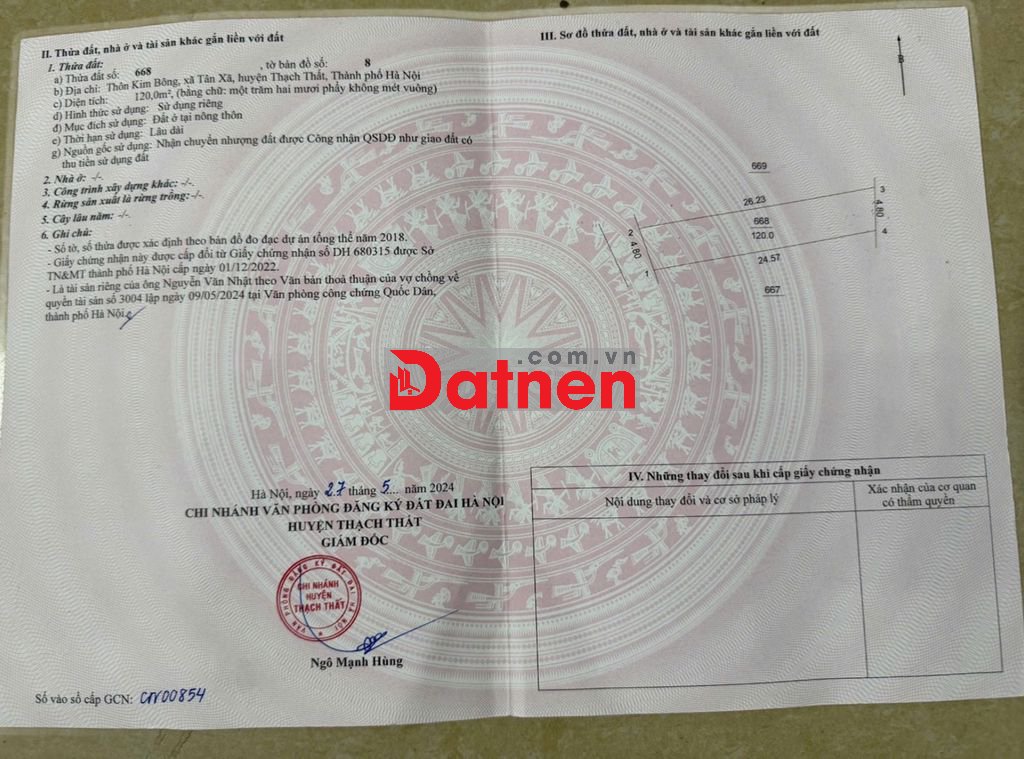 II. Thửa đất, nhà ở và tài sản khác gắn liền với đất
1. Thửa đất:
a) Thửa đất số: 668 , tờ bản đồ số: 8
b) Địa chỉ: Thôn Kim Bông, xã Tân Xã, huyện Thạch Thất, Thành phố Hà Nội
c) Diện tích: 120,0m², (bằng chữ: một trăm hai mươi phẩy không mét vuông)
d) Hình thức sử dụng: Sử dụng riêng
đ) Mục đích sử dụng: Đất ở tại nông thôn
e) Thời hạn sử dụng: Lâu dài
g) Nguồn gốc sử dụng: Nhận chuyển nhượng đất được Công nhận QSDĐ như giao đất có
thu tiền sử dụng đất
2. Nhà ở: -/-.
3. Công trình xây dựng khác: -/-.
4. Rừng sản xuất là rừng trồng: -/-.
5. Cây lâu năm: -/-.
6. Ghi chú:
- Số tờ, số thửa được xác định theo bản đồ đo đạc dự án tổng thể năm 2018.
- Giấy chứng nhận này được cấp đổi từ Giấy chứng nhận số DH 680315 được Sở
TN&MT thành phố Hà Nội cấp ngày 01/12/2022.
- Là tài sản riêng của ông Nguyễn Văn Nhật theo Văn bản thoả thuận của vợ chồng về
quyền tài sản số 3004 lập ngày 09/05/2024 tại Văn phòng công chứng Quốc Dân,
thành phố Hà Nội.
Hà Nội, ngày 27 tháng 5 năm 2024
CHI NHÁNH VĂN PHÒNG ĐĂNG KÝ ĐẤT ĐAI HÀ NỘI
HUYỆN THẠCH THẤT
GIÁM ĐỐC
VĂN PHÒNG ĐĂNG KÝ ĐẤT ĐAI HÀ NỘI
CHI NHÁNH
HUYỆN
THẠCH THẤT
Ngô Mạnh Hùng
Số vào sổ cấp GCN: CN00854
III. Sơ đồ thửa đất, nhà ở và tài sản khác gắn liền với đất
B
669
26.23
3
4.80
2
668
120.0
4
4.80
24.57
1
667
.com.vn
Datnen
IV. Những thay đổi sau khi cấp giấy chứng nhận
Nội dung thay đổi và cơ sở pháp lý
Xác nhận của cơ quan
có thẩm quyền